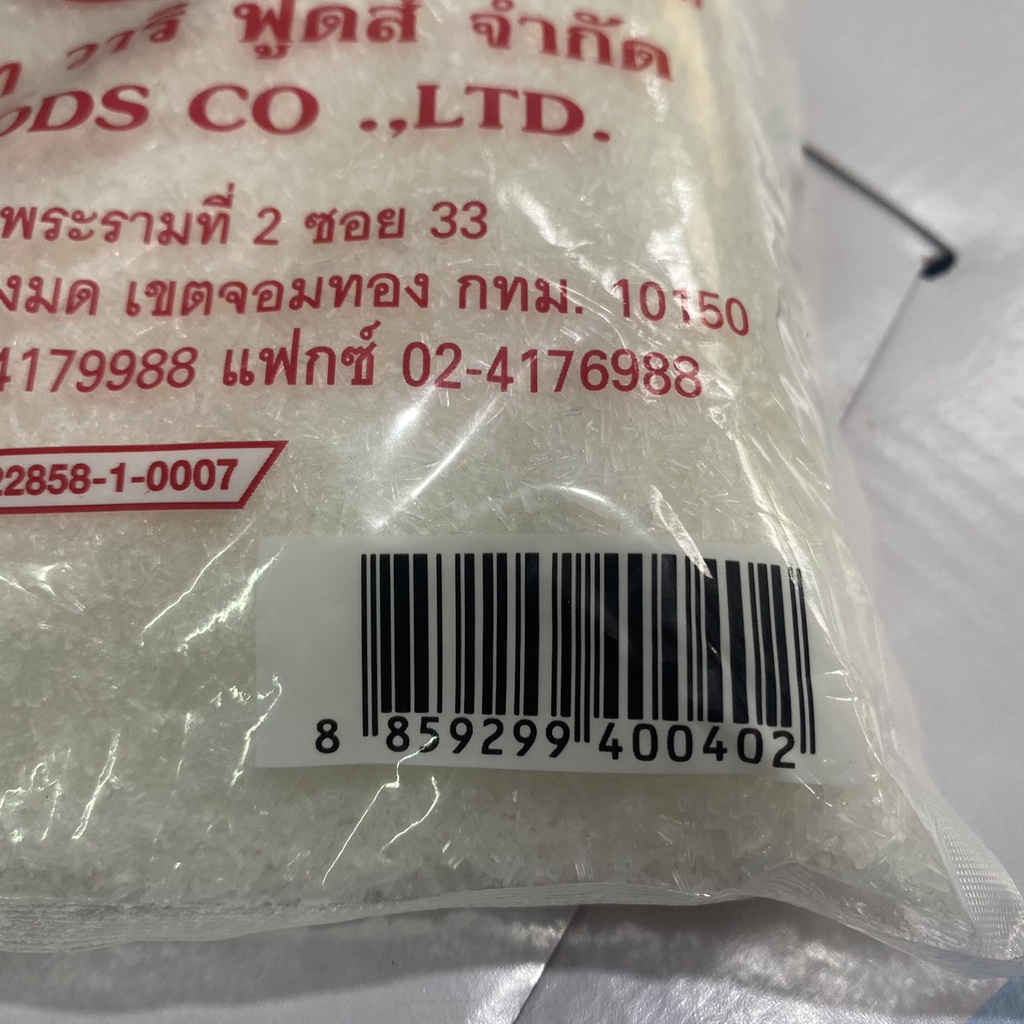 วารี ฟูดส์ จำกัด
ODS CO .,LTD.
พระรามที่ 2 ซอย 33
งมด เขตจอมทอง กทม. 10150
4179988 แฟกซ์ 02-4176988
22858-1-0007
8 859299 400402